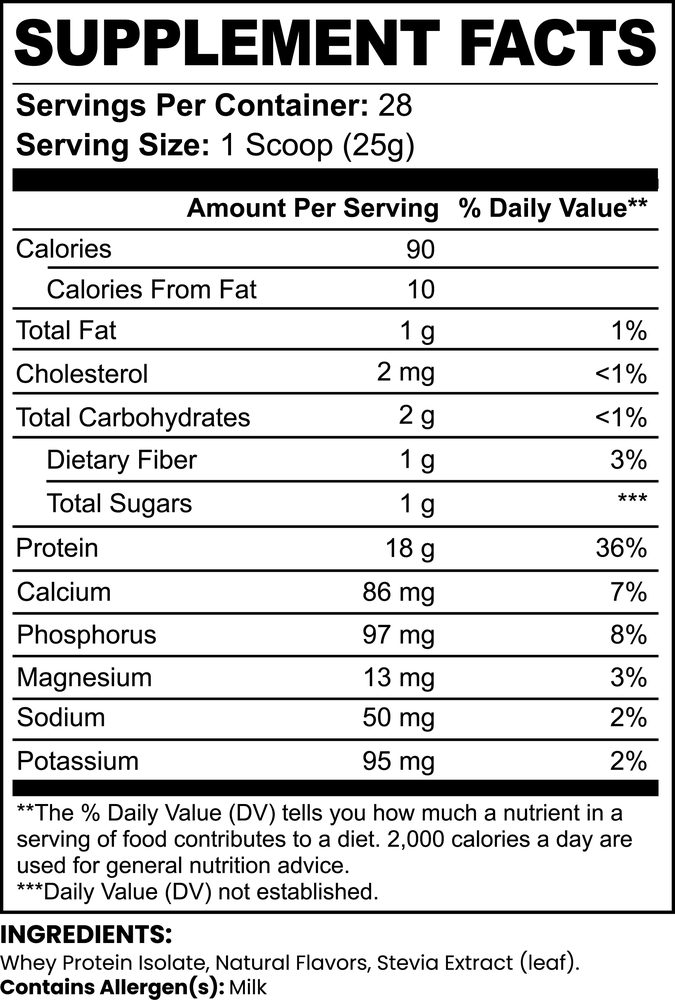 SUPPLEMENT FACTS
Servings Per Container: 28
Serving Size: 1 Scoop (25g)
Amount Per Serving % Daily Value**
Calories 90
Calories From Fat 10
Total Fat 1 g 1%
Cholesterol 2 mg <1%
Total Carbohydrates 2 g <1%
Dietary Fiber 1 g 3%
Total Sugars 1 g ***
Protein 18 g 36%
Calcium 86 mg 7%
Phosphorus 97 mg 8%
Magnesium 13 mg 3%
Sodium 50 mg 2%
Potassium 95 mg 2%
**The % Daily Value (DV) tells you how much a nutrient in a
serving of food contributes to a diet. 2,000 calories a day are
used for general nutrition advice.
***Daily Value (DV) not established.
INGREDIENTS:
Whey Protein Isolate, Natural Flavors, Stevia Extract (leaf).
Contains Allergen(s): Milk